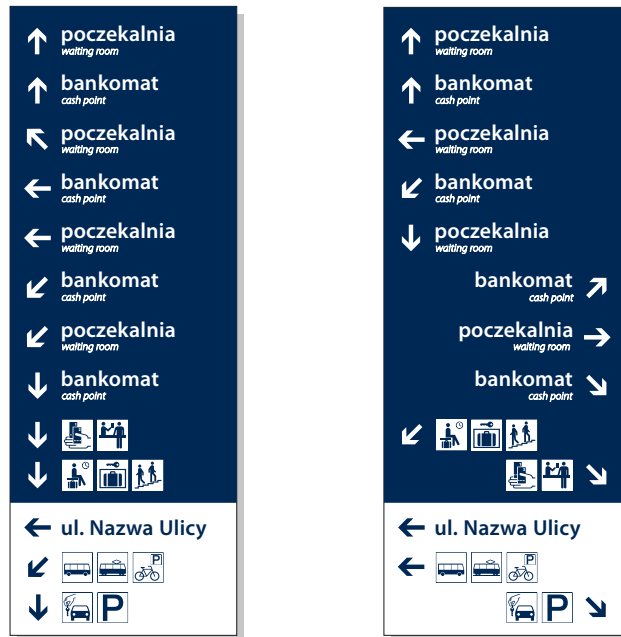 poczekalnia
waiting room
bankomat
cash point
poczekalnia
waiting room
bankomat
cash point
poczekalnia
waiting room
bankomat
cash point
poczekalnia
waiting room
bankomat
cash point
ul. Nazwa Ulicy
P
P
poczekalnia
waiting room
bankomat
cash point
poczekalnia
waiting room
bankomat
cash point
poczekalnia
waiting room
bankomat
cash point
poczekalnia
waiting room
bankomat
cash point
ul. Nazwa Ulicy
P
P